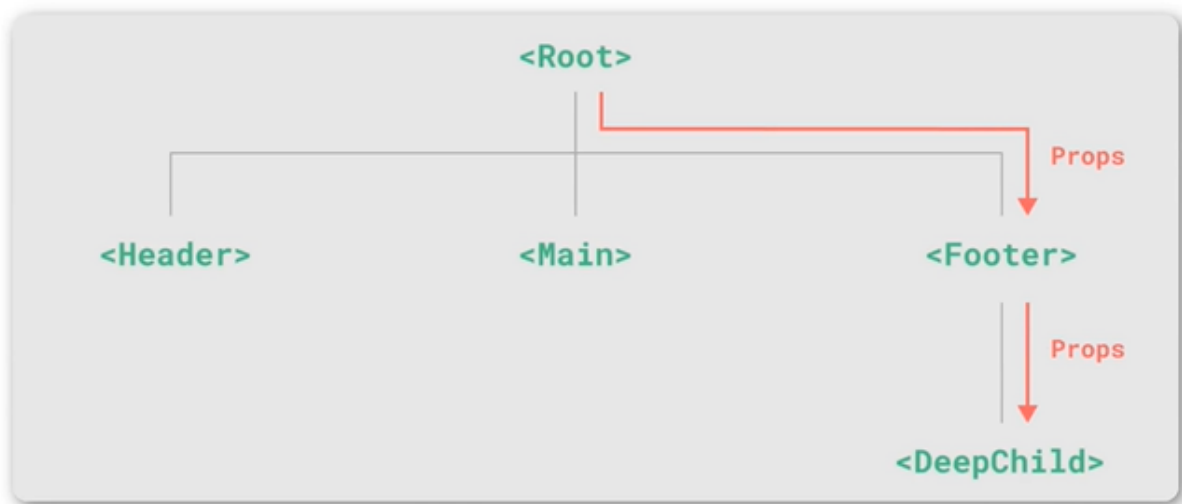 <Root>
Props
<Header>
<Main>
<Footer>
Props
<DeepChild>